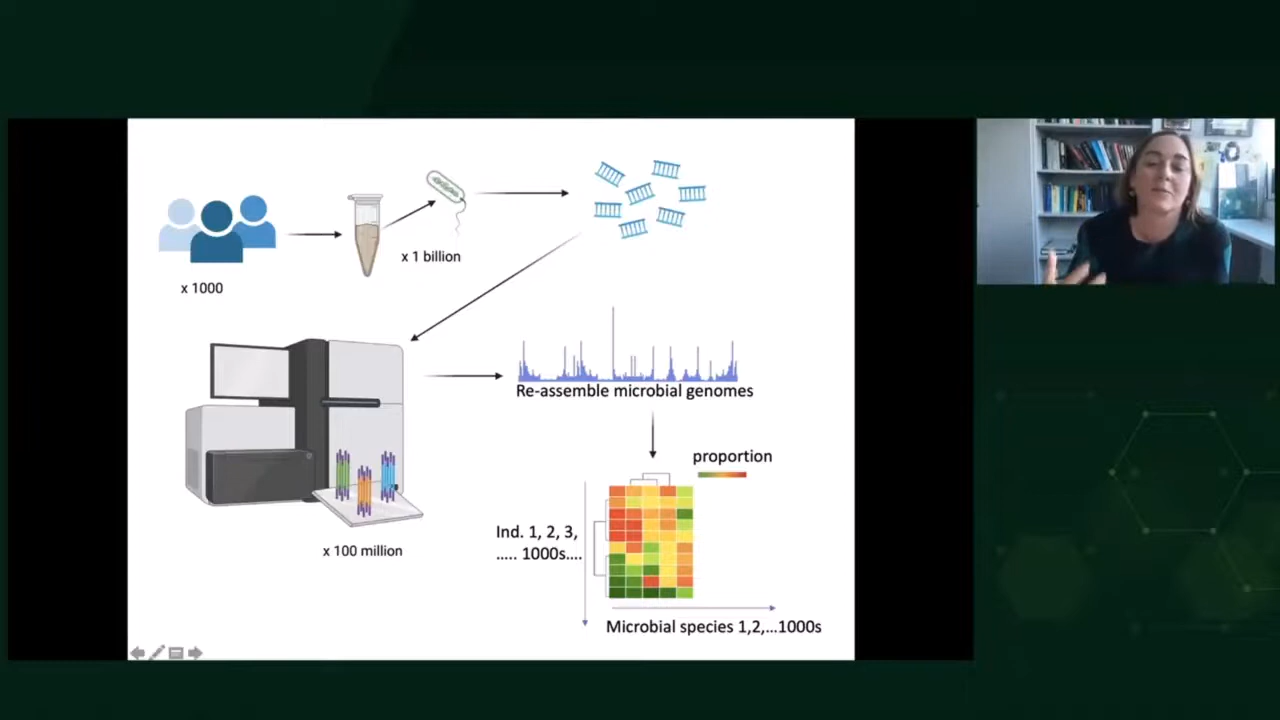 x 1000
x 1 billion
x 100 million
Re-assemble microbial genomes
proportion
Ind. 1, 2, 3,
..... 1000s....
Microbial species 1,2,...1000s